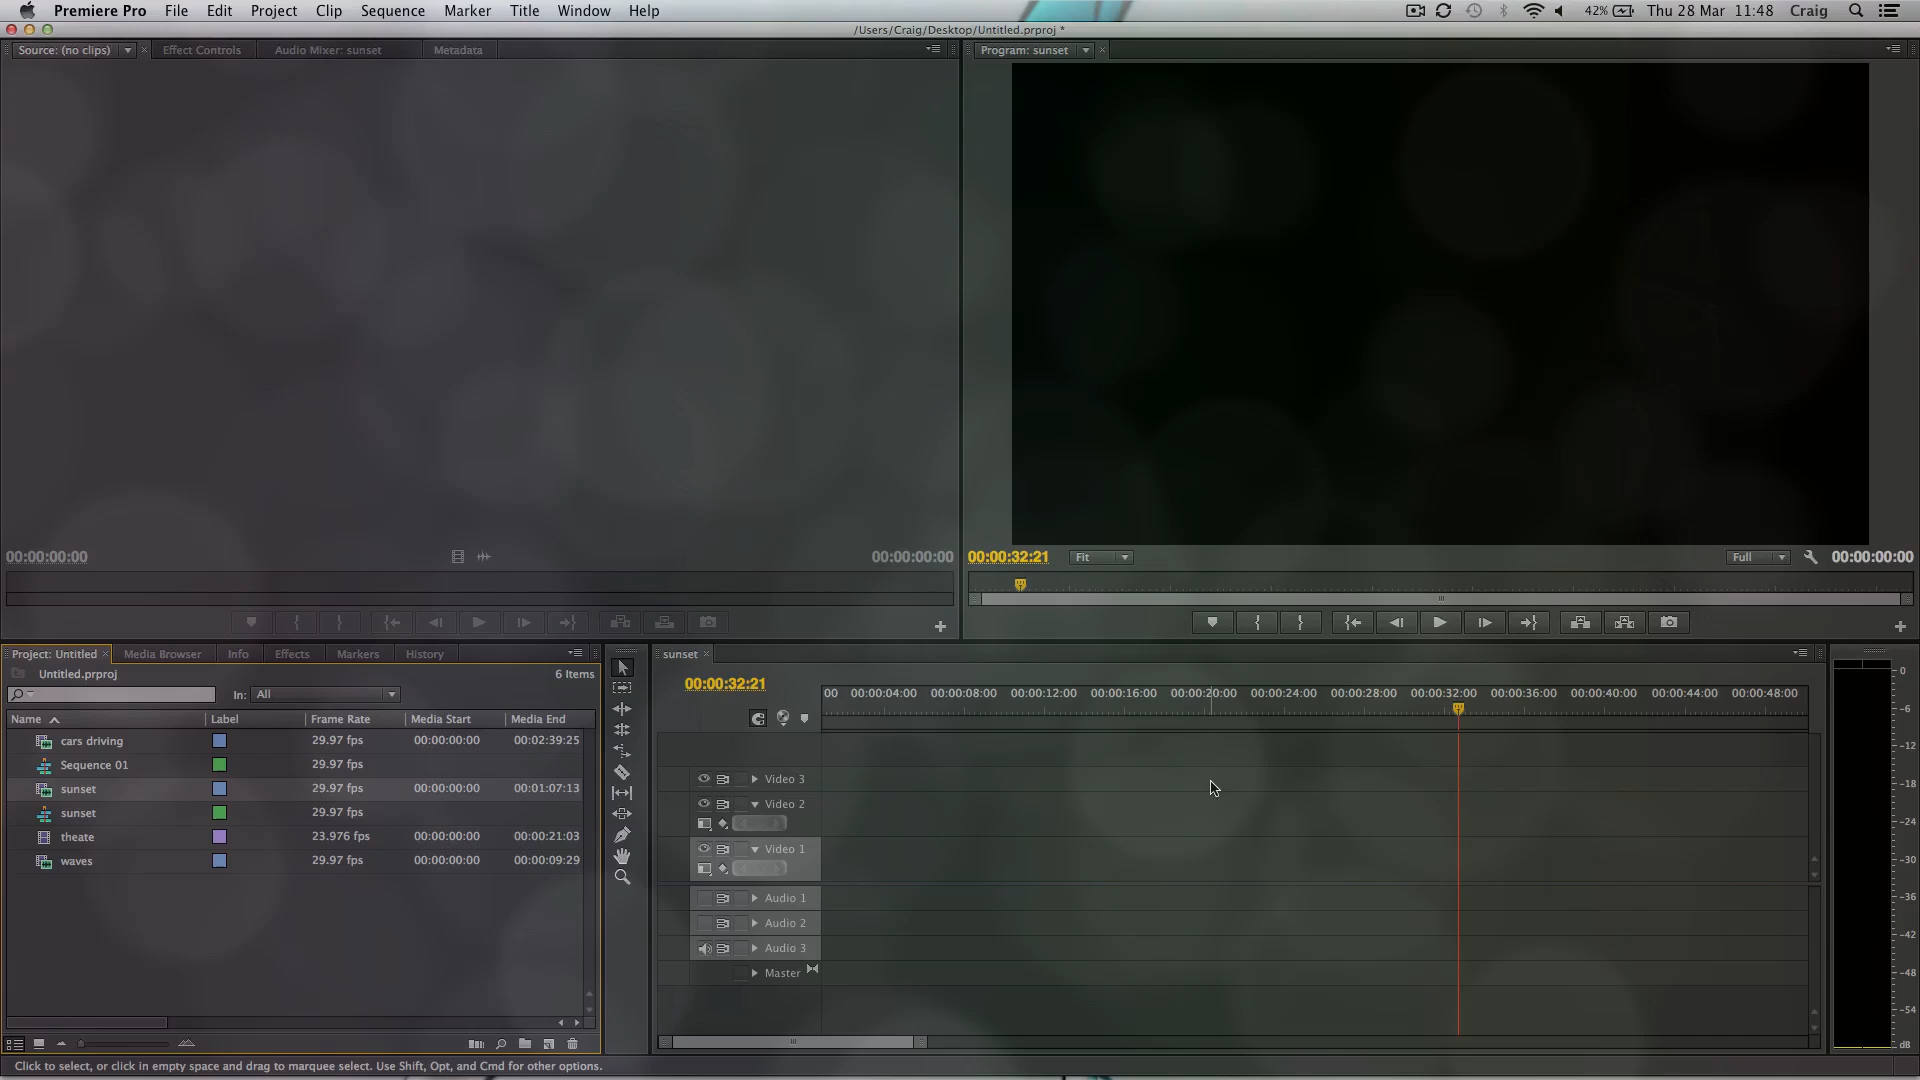 Premiere Pro File Edit Project Clip Sequence Marker Title Window Help 42% Thu 28 Mar 11:48 Craig
/Users/Craig/Desktop/Untitled.prproj *
Source: (no clips) Effect Controls Audio Mixer: sunset Metadata
Program: sunset
00:00:00:00 00:00:00:00
00:00:32:21 Fit Full 00:00:00:00
Project: Untitled Media Browser Info Effects Markers History
Untitled.prproj 6 Items
In: All
Name Label Frame Rate Media Start Media End
cars driving 29.97 fps 00:00:00:00 00:02:39:25
Sequence 01 29.97 fps
sunset 29.97 fps 00:00:00:00 00:01:07:13
sunset 29.97 fps
theate 23.976 fps 00:00:00:00 00:00:21:03
waves 29.97 fps 00:00:00:00 00:00:09:29
sunset
00:00:32:21
00 00:00:04:00 00:00:08:00 00:00:12:00 00:00:16:00 00:00:20:00 00:00:24:00 00:00:28:00 00:00:32:00 00:00:36:00 00:00:40:00 00:00:44:00 00:00:48:00
Video 3
Video 2
Video 1
Audio 1
Audio 2
Audio 3
Master
0
-6
-12
-18
-24
-30
-36
-42
-48
-54
dB
Click to select, or click in empty space and drag to marquee select. Use Shift, Opt, and Cmd for other options.